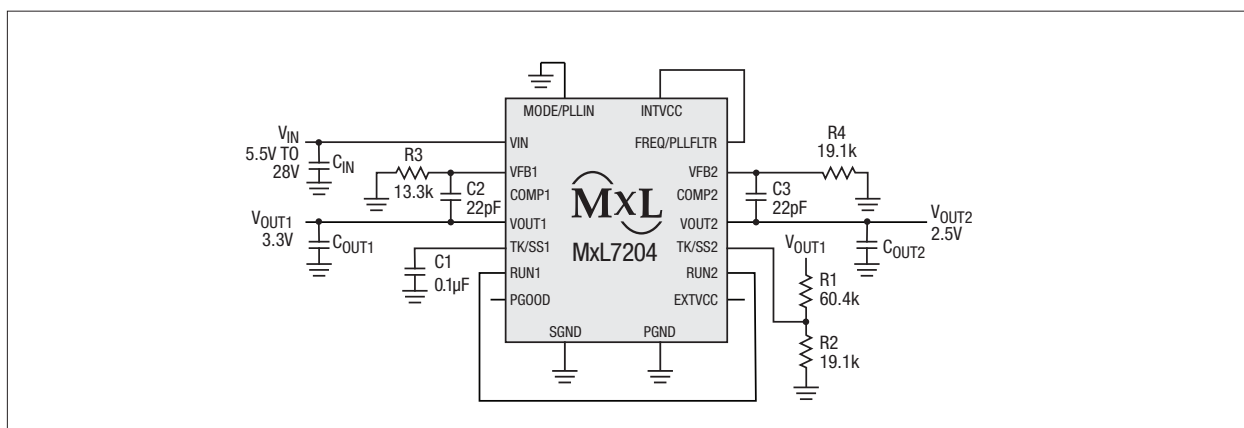 MODE/PLLIN
INTVCC
VIN
5.5V TO
28V
CIN
VIN
FREQ/PLLFLTR
R4
19.1k
R3
13.3k
VFB1
VFB2
C2
22pF
COMP1
COMP2
C3
22pF
MXL
MxL7204
VOUT1
3.3V
COUT1
VOUT1
VOUT2
VOUT2
2.5V
COUT2
TK/SS1
TK/SS2
VOUT1
C1
0.1µF
RUN1
RUN2
R1
60.4k
PGOOD
EXTVCC
SGND
PGND
R2
19.1k